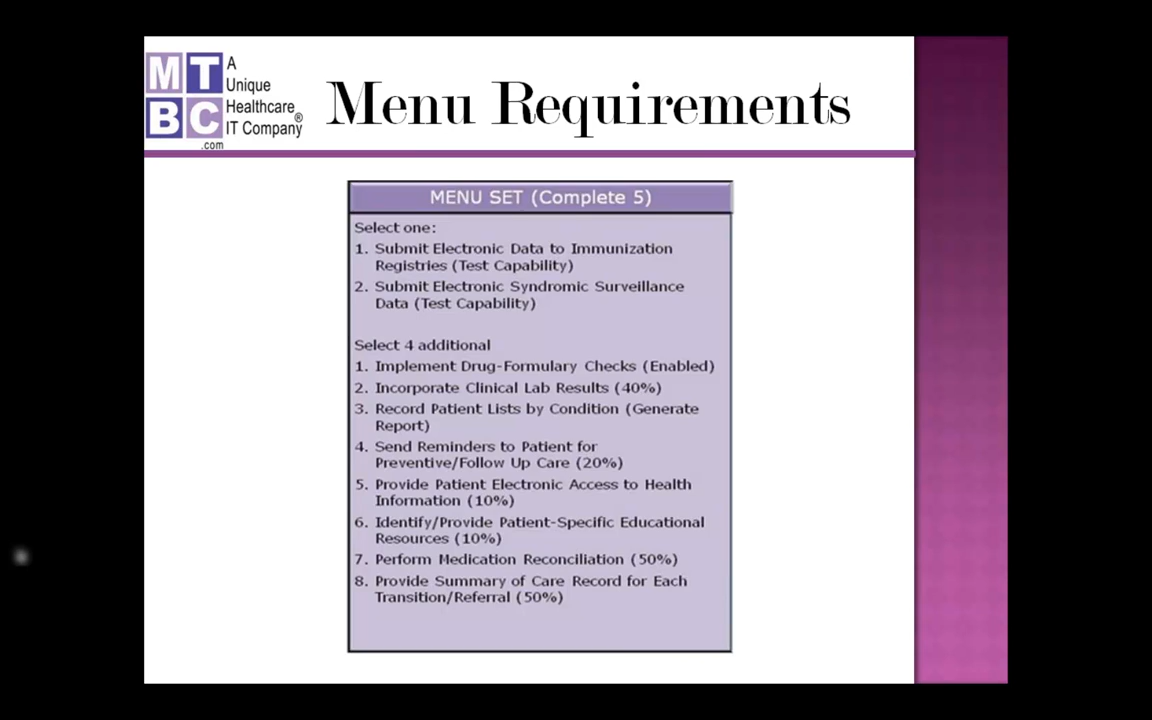 MT
BC
A
Unique
Healthcare
IT Company®
.com
Menu Requirements
MENU SET (Complete 5)
Select one:
1. Submit Electronic Data to Immunization
Registries (Test Capability)
2. Submit Electronic Syndromic Surveillance
Data (Test Capability)
Select 4 additional
1. Implement Drug-Formulary Checks (Enabled)
2. Incorporate Clinical Lab Results (40%)
3. Record Patient Lists by Condition (Generate
Report)
4. Send Reminders to Patient for
Preventive/Follow Up Care (20%)
5. Provide Patient Electronic Access to Health
Information (10%)
6. Identify/Provide Patient-Specific Educational
Resources (10%)
7. Perform Medication Reconciliation (50%)
8. Provide Summary of Care Record for Each
Transition/Referral (50%)